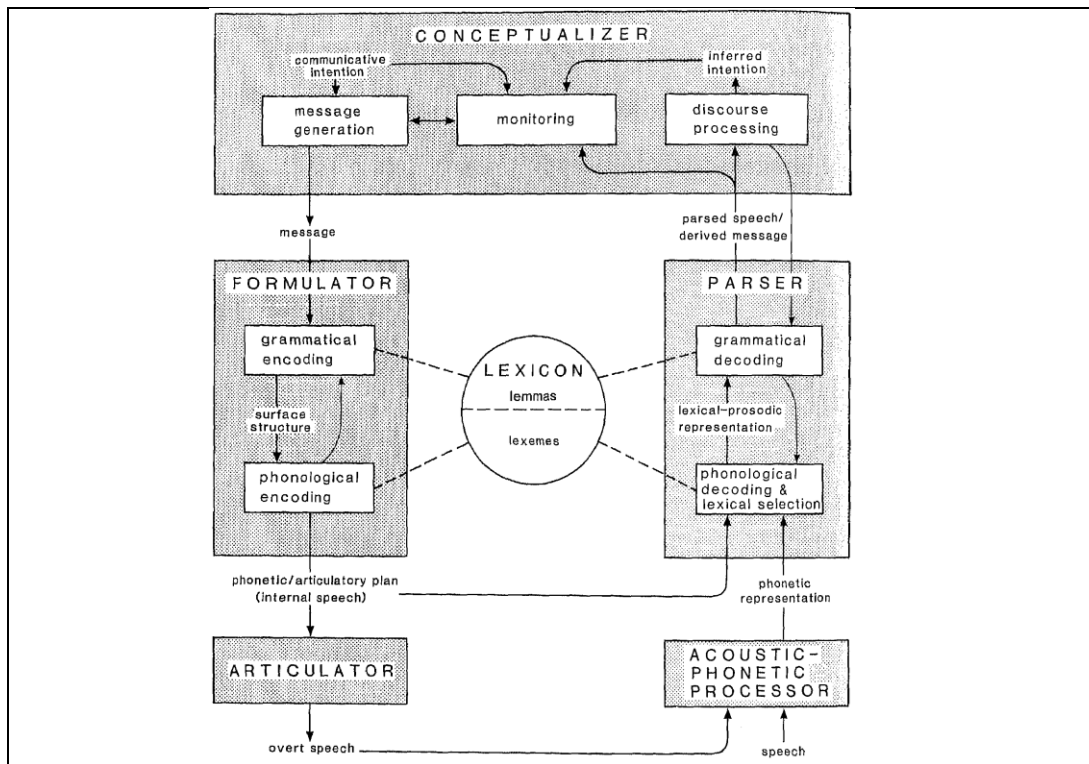 CONCEPTUALIZER
communicative
intention
inferred
intention
message
generation
monitoring
discourse
processing
message
parsed speech/
derived message
FORMULATOR
PARSER
grammatical
encoding
grammatical
decoding
LEXICON
lemmas
lexemes
surface
structure
lexical-prosodic
representation
phonological
encoding
phonological
decoding &
lexical selection
phonetic/articulatory plan
(internal speech)
phonetic
representation
ARTICULATOR
ACOUSTIC-
PHONETIC
PROCESSOR
overt speech
speech